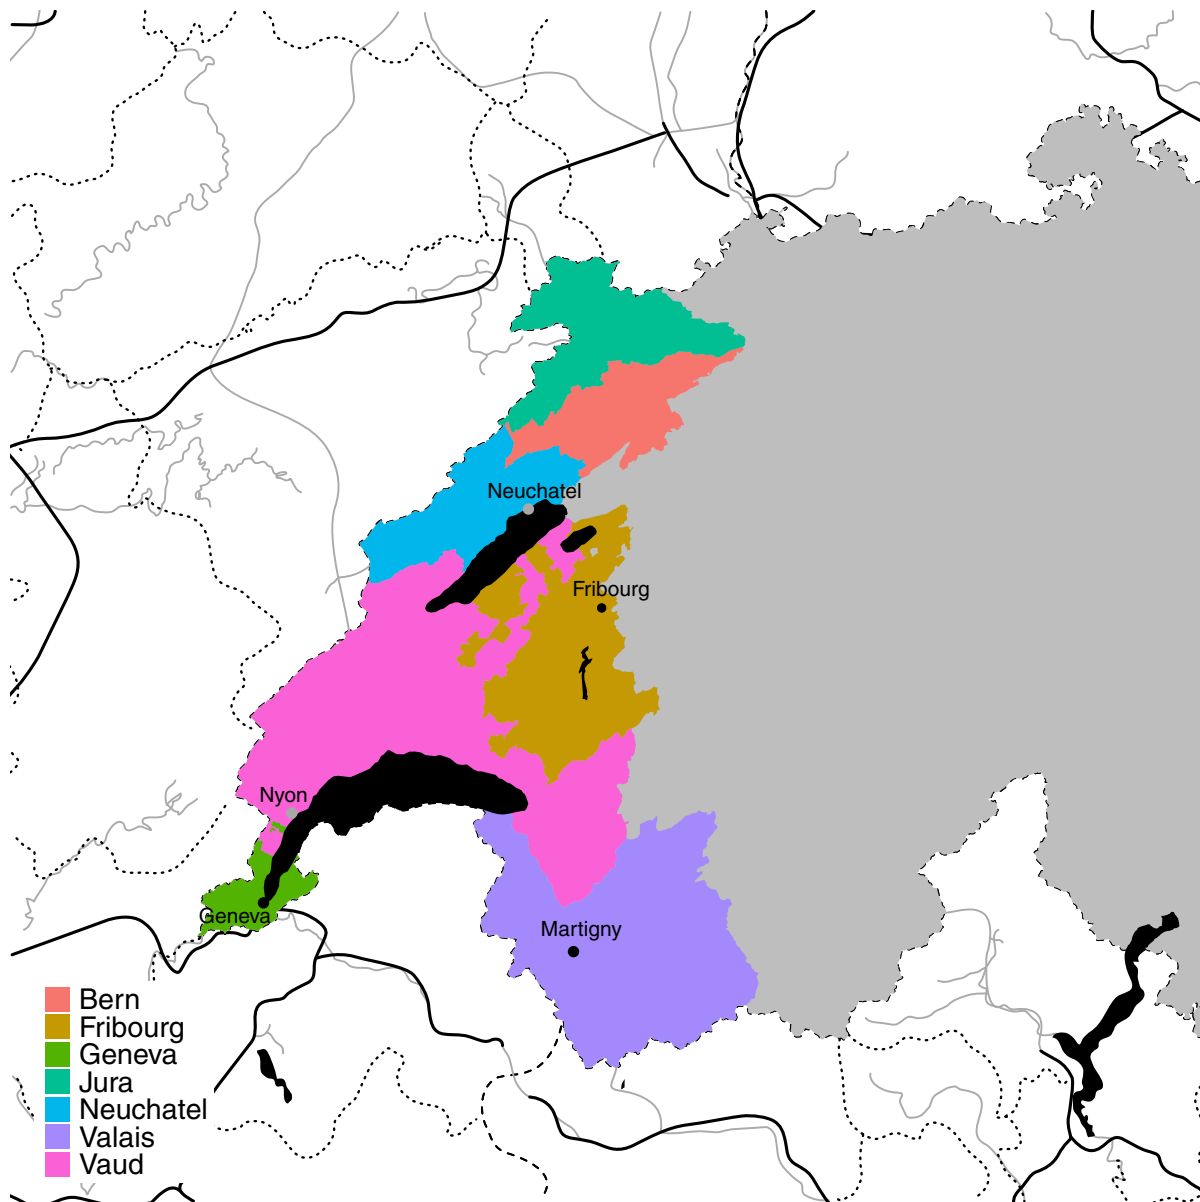 Neuchatel
Fribourg
Nyon
Geneva
Martigny
Bern
Fribourg
Geneva
Jura
Neuchatel
Valais
Vaud